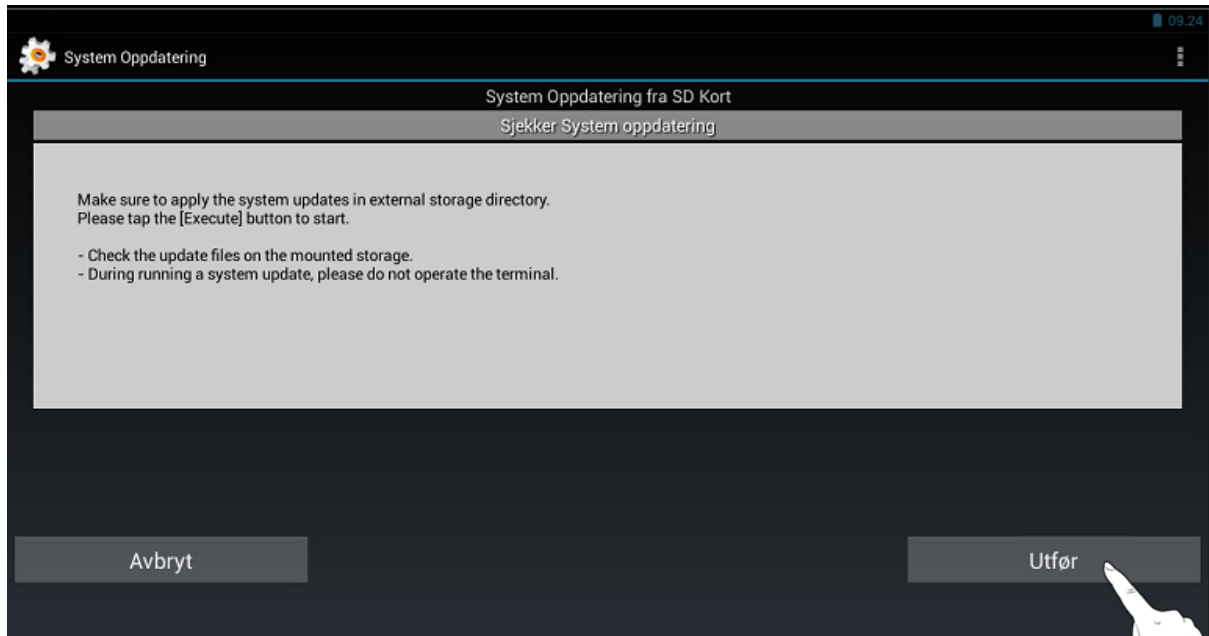 09.24
System Oppdatering
System Oppdatering fra SD Kort
Sjekker System oppdatering
Make sure to apply the system updates in external storage directory.
Please tap the [Execute] button to start.
- Check the update files on the mounted storage.
- During running a system update, please do not operate the terminal.
Avbryt
Utfør